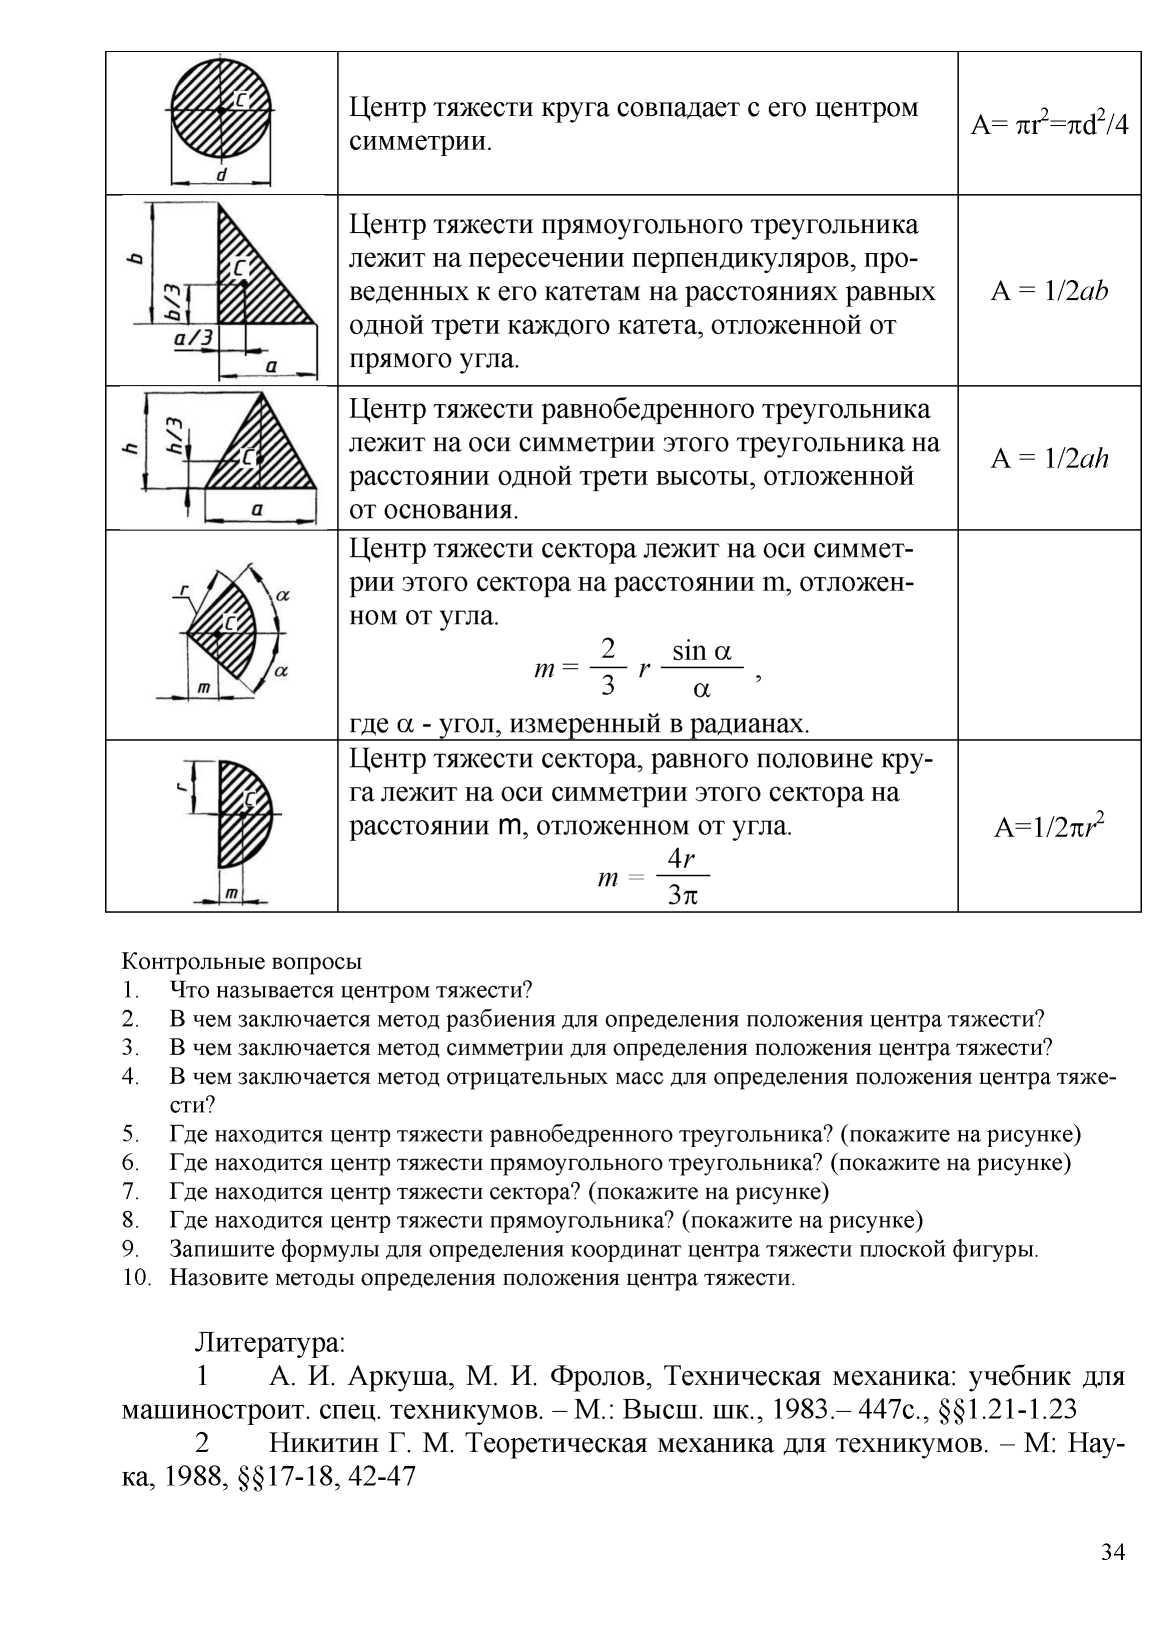 C
d
Центр тяжести круга совпадает с его центром
симметрии.
A= πr²=πd²/4
b
b/3
C
a/3
a
Центр тяжести прямоугольного треугольника
лежит на пересечении перпендикуляров, про-
веденных к его катетам на расстояниях равных
одной трети каждого катета, отложенной от
прямого угла.
A = 1/2ab
h
h/3
C
a
Центр тяжести равнобедренного треугольника
лежит на оси симметрии этого треугольника на
расстоянии одной трети высоты, отложенной
от основания.
A = 1/2ah
r
α
C
α
m
Центр тяжести сектора лежит на оси симмет-
рии этого сектора на расстоянии m, отложен-
ном от угла.
m = 2/3 r sin α/α ,
где α - угол, измеренный в радианах.
r
C
m
Центр тяжести сектора, равного половине кру-
га лежит на оси симметрии этого сектора на
расстоянии m, отложенном от угла.
m = 4r/3π
A=1/2πr²
Контрольные вопросы
1. Что называется центром тяжести?
2. В чем заключается метод разбиения для определения положения центра тяжести?
3. В чем заключается метод симметрии для определения положения центра тяжести?
4. В чем заключается метод отрицательных масс для определения положения центра тяже-
сти?
5. Где находится центр тяжести равнобедренного треугольника? (покажите на рисунке)
6. Где находится центр тяжести прямоугольного треугольника? (покажите на рисунке)
7. Где находится центр тяжести сектора? (покажите на рисунке)
8. Где находится центр тяжести прямоугольника? (покажите на рисунке)
9. Запишите формулы для определения координат центра тяжести плоской фигуры.
10. Назовите методы определения положения центра тяжести.
Литература:
1 А. И. Аркуша, М. И. Фролов, Техническая механика: учебник для
машиностроит. спец. техникумов. – М.: Высш. шк., 1983.– 447с., §§1.21-1.23
2 Никитин Г. М. Теоретическая механика для техникумов. – М: Нау-
ка, 1988, §§17-18, 42-47
34